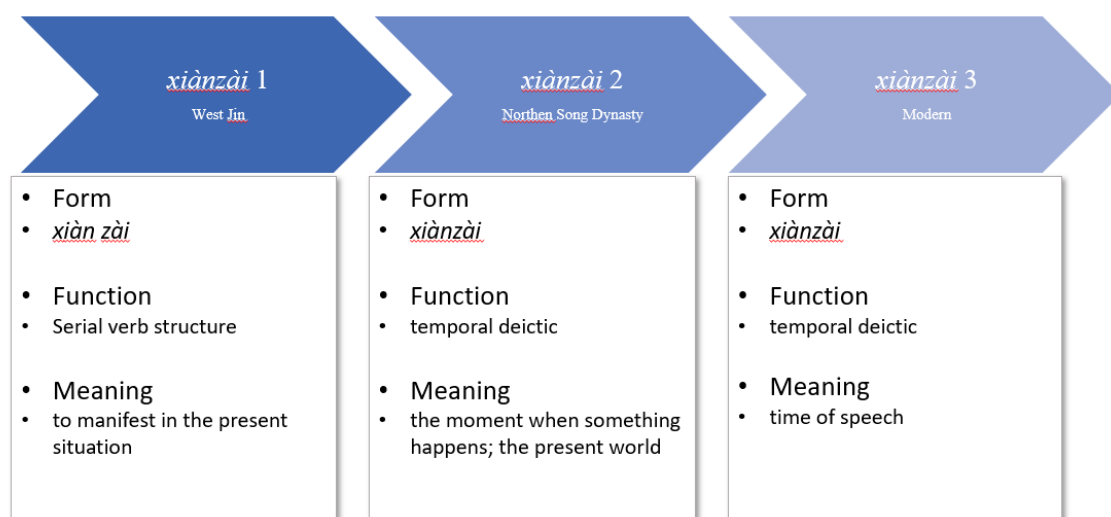 xiànzài 1
West Jin
• Form
• xiàn zài
• Function
• Serial verb structure
• Meaning
• to manifest in the present
situation
xiànzài 2
Northen Song Dynasty
• Form
• xiànzài
• Function
• temporal deictic
• Meaning
• the moment when something
happens; the present world
xiànzài 3
Modern
• Form
• xiànzài
• Function
• temporal deictic
• Meaning
• time of speech